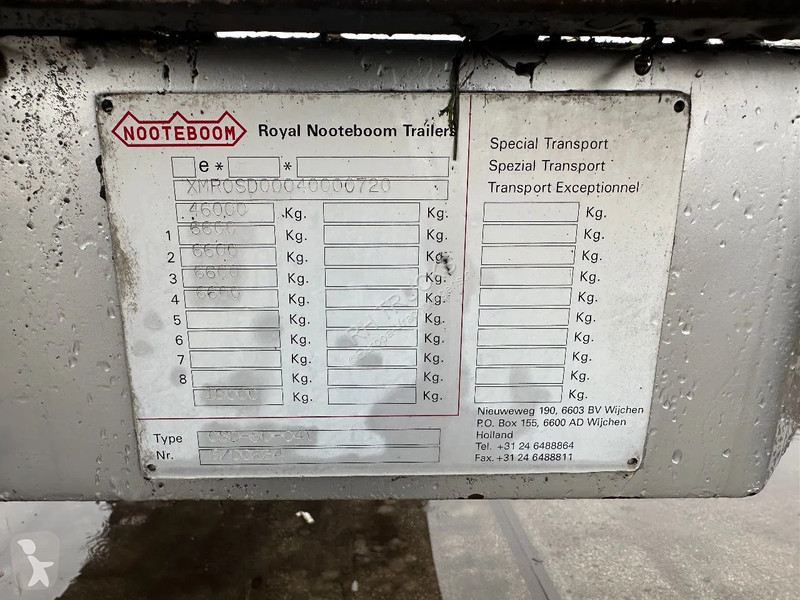 NOOTEBOOM
Royal Nooteboom Trailers
e* *
XMR0SD00040000720
46000 Kg. Kg.
1 6600 Kg. Kg.
2 6600 Kg. Kg.
3 6600 Kg. Kg.
4 6600 Kg. Kg.
5 Kg. Kg.
6 Kg. Kg.
7 Kg. Kg.
8 Kg. Kg.
Kg. Kg.
Type
Nr.
Special Transport
Spezial Transport
Transport Exceptionnel
Kg.
Kg.
Kg.
Kg.
Kg.
Kg.
Kg.
Kg.
Kg.
Kg.
Nieuweweg 190, 6603 BV Wijchen
P.O. Box 155, 6600 AD Wijchen
Holland
Tel. +31 24 6488864
Fax. +31 24 6488811